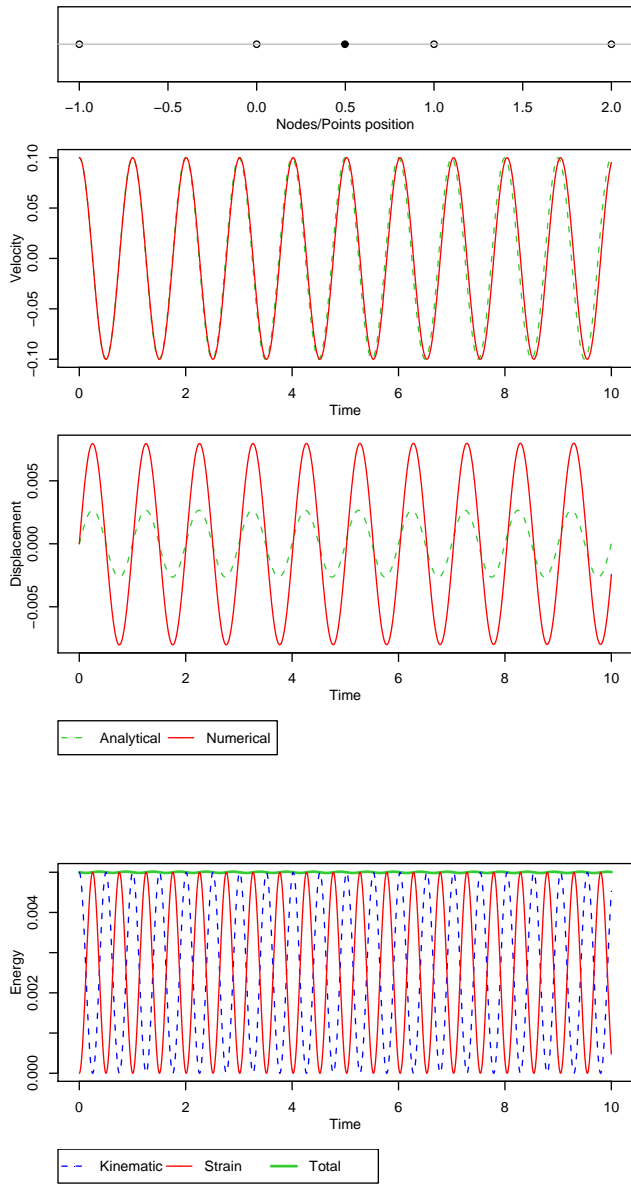 −1.0 −0.5 0.0 0.5 1.0 1.5 2.0
Nodes/Points position
Velocity
0.10
0.05
0.00
−0.05
−0.10
0 2 4 6 8 10
Time
Displacement
0.005
0.000
−0.005
0 2 4 6 8 10
Time
Analytical Numerical
Energy
0.004
0.002
0.000
0 2 4 6 8 10
Time
Kinematic Strain Total